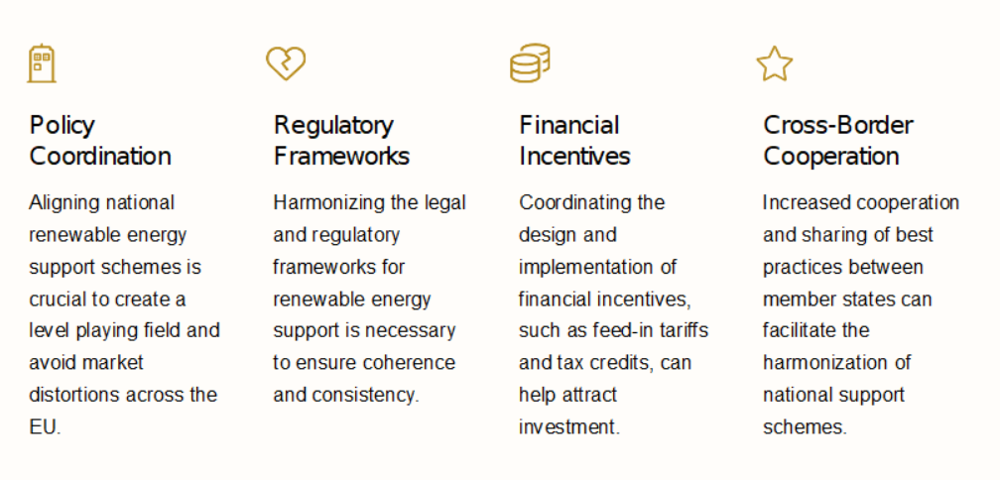 Policy
Coordination
Aligning national
renewable energy
support schemes is
crucial to create a
level playing field and
avoid market
distortions across the
EU.
Regulatory
Frameworks
Harmonizing the legal
and regulatory
frameworks for
renewable energy
support is necessary
to ensure coherence
and consistency.
Financial
Incentives
Coordinating the
design and
implementation of
financial incentives,
such as feed-in tariffs
and tax credits, can
help attract
investment.
Cross-Border
Cooperation
Increased cooperation
and sharing of best
practices between
member states can
facilitate the
harmonization of
national support
schemes.